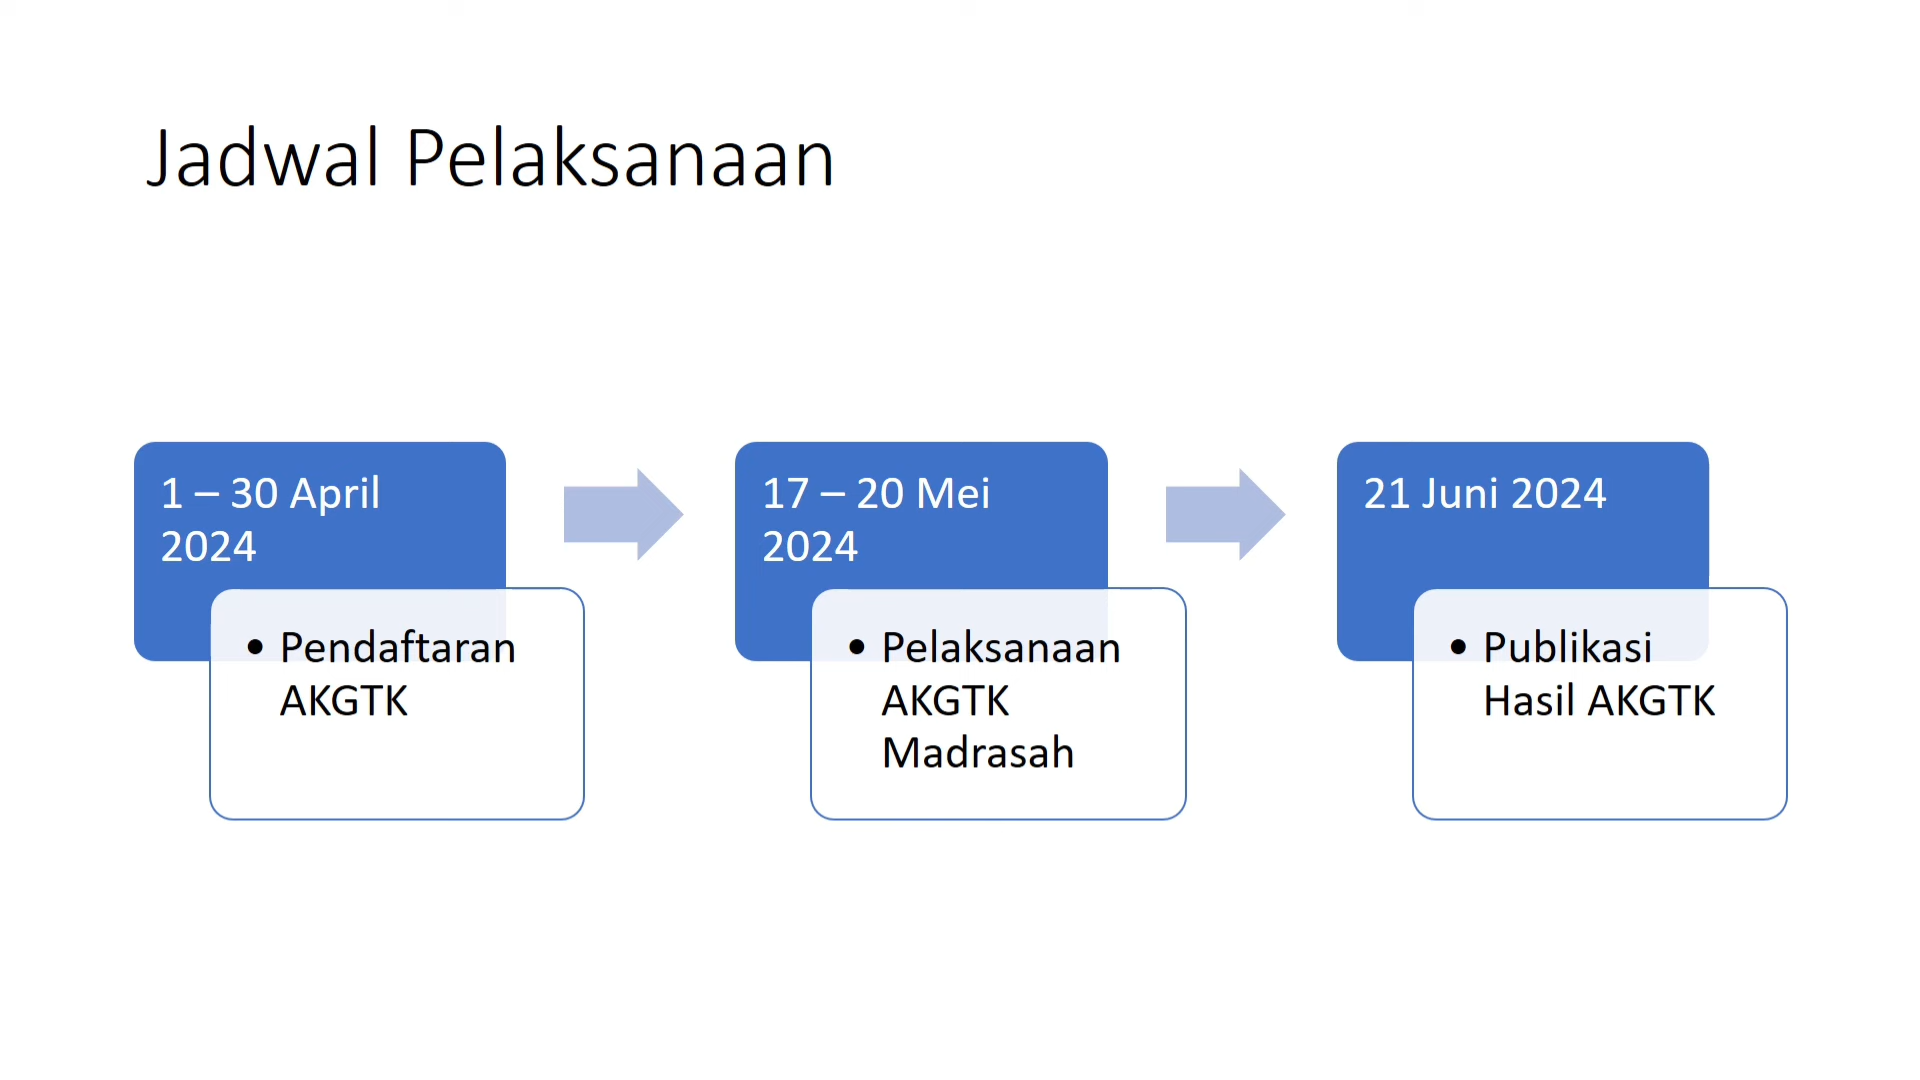 Jadwal Pelaksanaan
1 – 30 April
2024
• Pendaftaran
AKGTK
17 – 20 Mei
2024
• Pelaksanaan
AKGTK
Madrasah
21 Juni 2024
• Publikasi
Hasil AKGTK